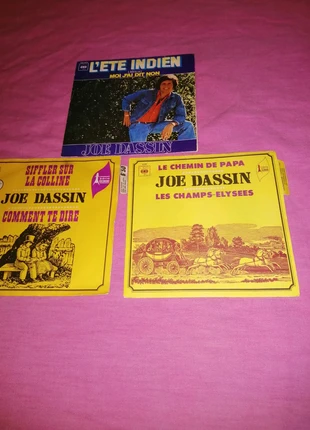 L'ETE INDIEN
MOI J'AI DIT NON
JOE DASSIN
SIFFLER SUR
LA COLLINE
JOE DASSIN
COMMENT TE DIRE
LE CHEMIN DE PAPA
CBS
JOE DASSIN
LES CHAMPS-ELYSEES